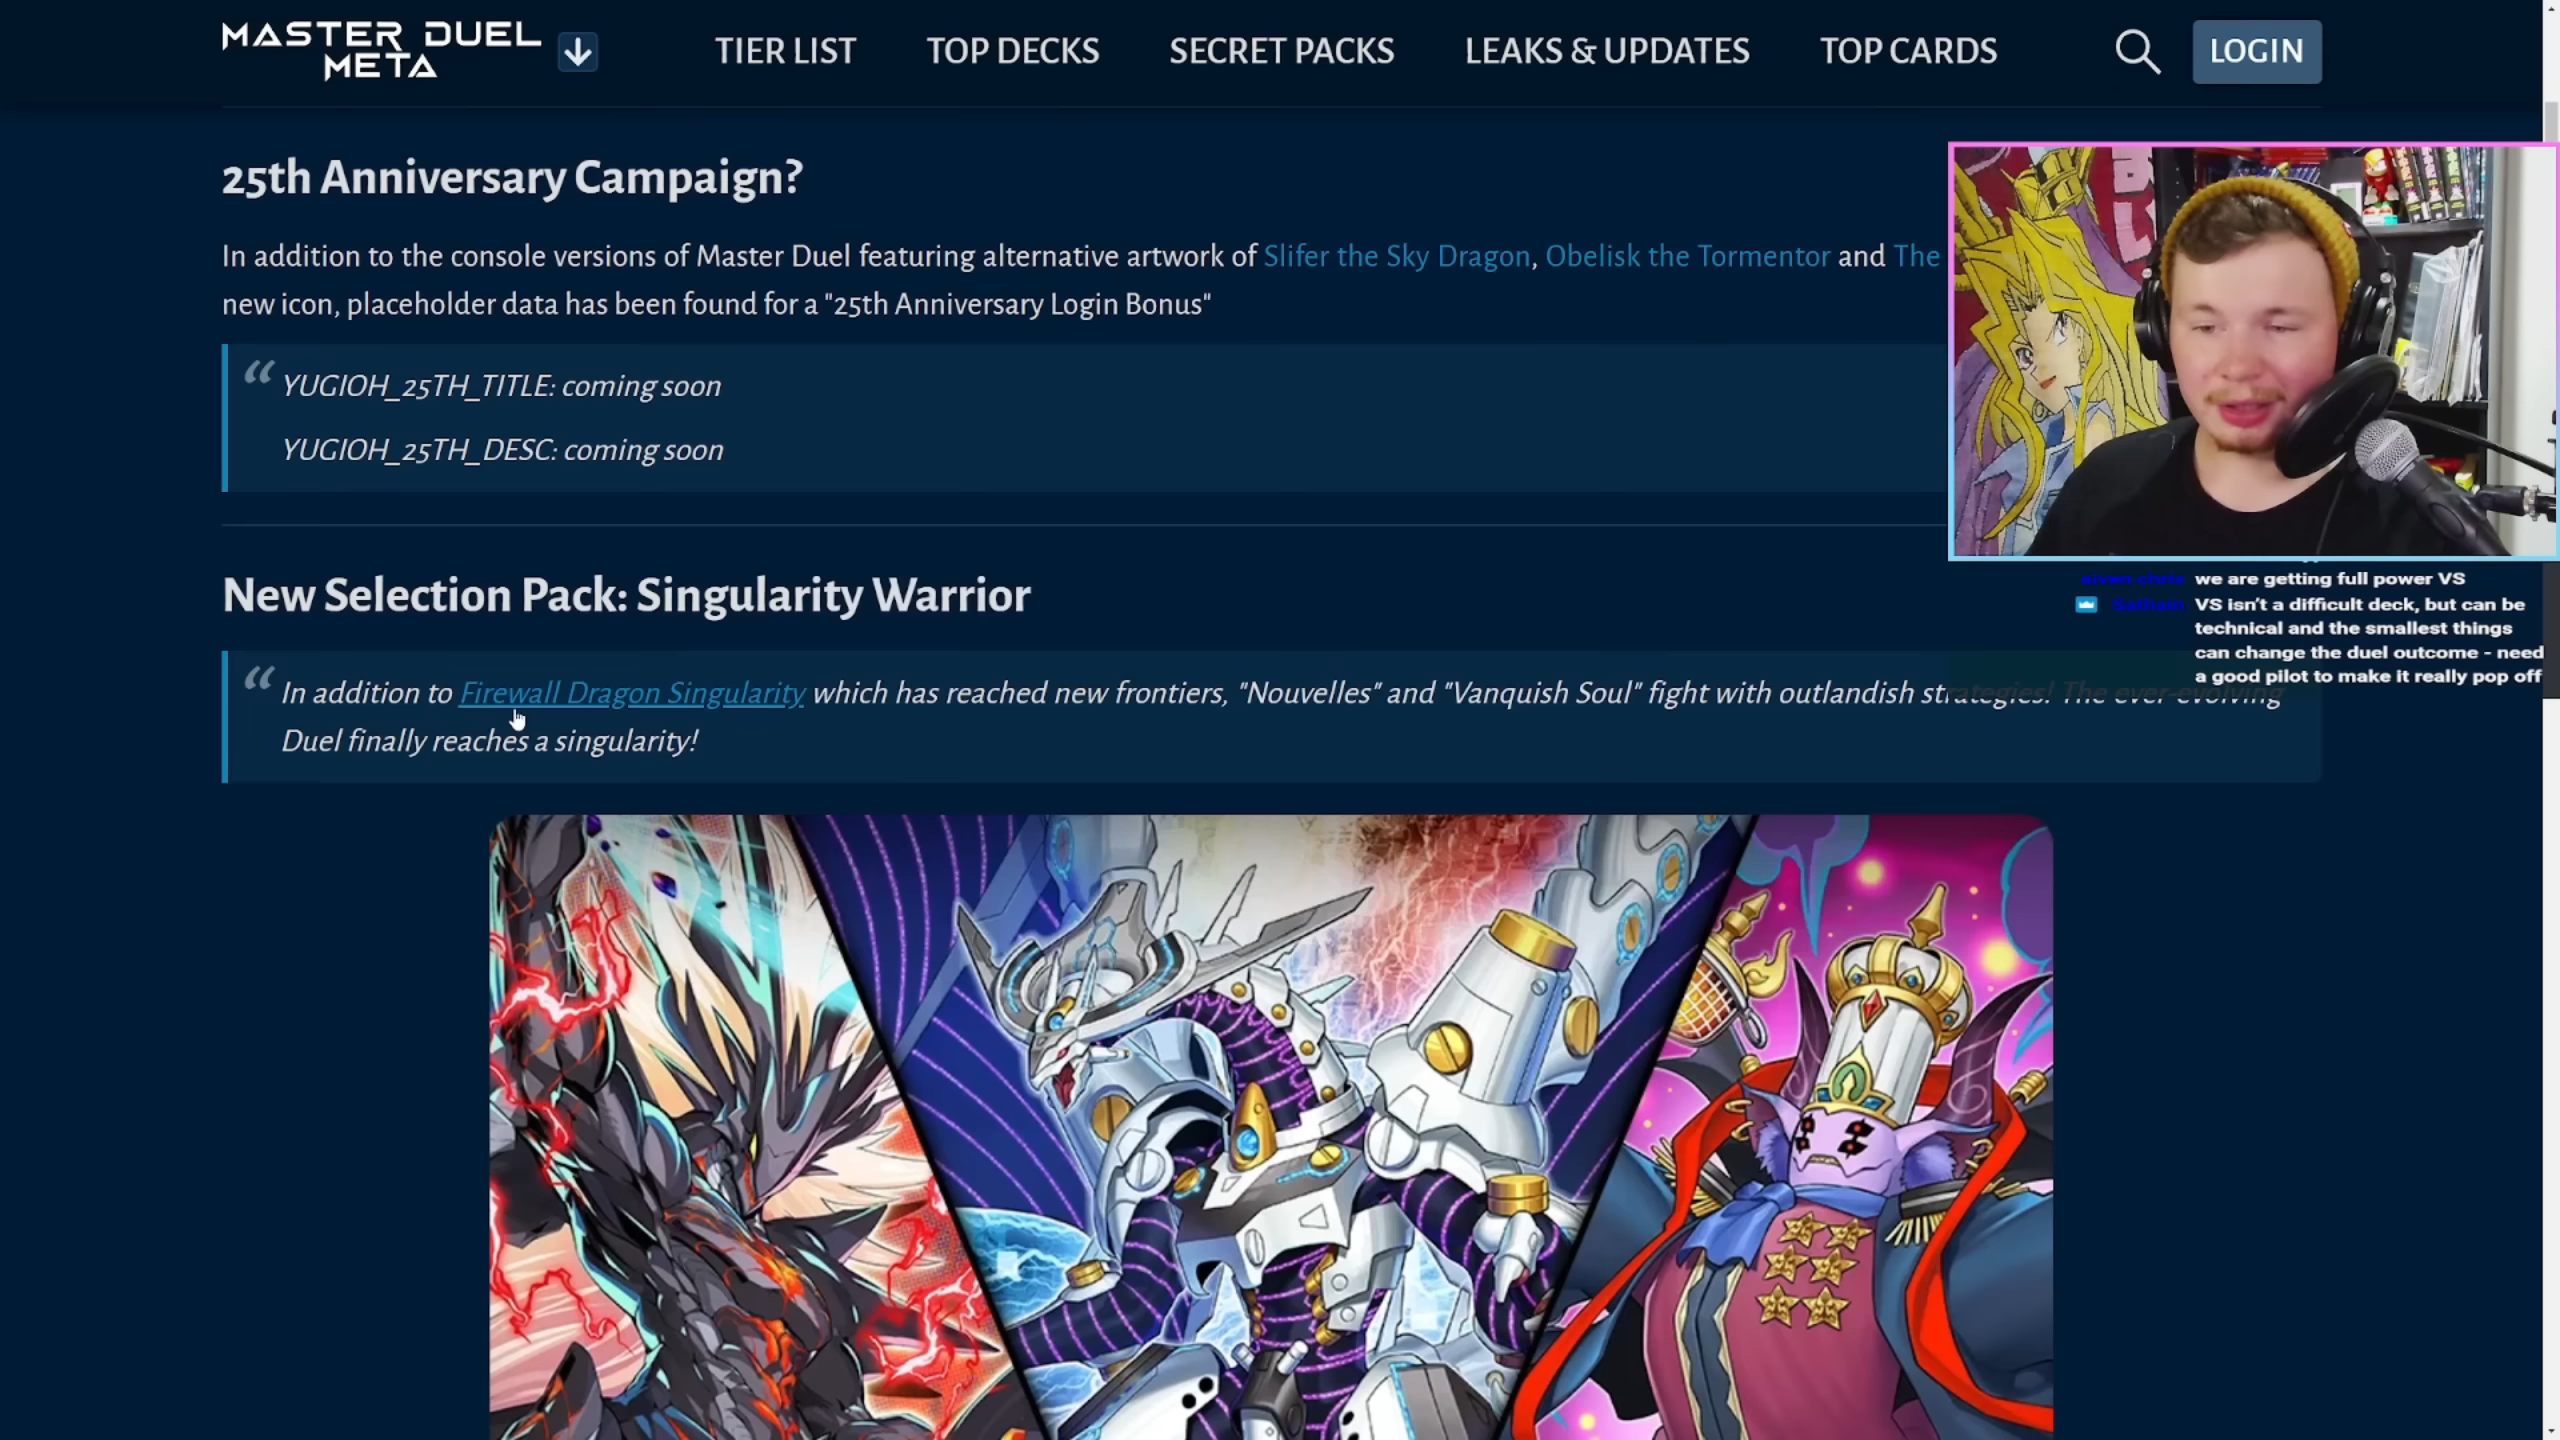 MASTER DUEL
META
TIER LIST
TOP DECKS
SECRET PACKS
LEAKS & UPDATES
TOP CARDS
LOGIN
25th Anniversary Campaign?
In addition to the console versions of Master Duel featuring alternative artwork of Slifer the Sky Dragon, Obelisk the Tormentor and The
new icon, placeholder data has been found for a "25th Anniversary Login Bonus"
YUGIOH_25TH_TITLE: coming soon
YUGIOH_25TH_DESC: coming soon
we are getting full power VS
VS isn't a difficult deck, but can be
technical and the smallest things
can change the duel outcome - need
a good pilot to make it really pop off
New Selection Pack: Singularity Warrior
In addition to Firewall Dragon Singularity which has reached new frontiers, "Nouvelles" and "Vanquish Soul" fight with outlandish strategies! The ever-evolving
Duel finally reaches a singularity!